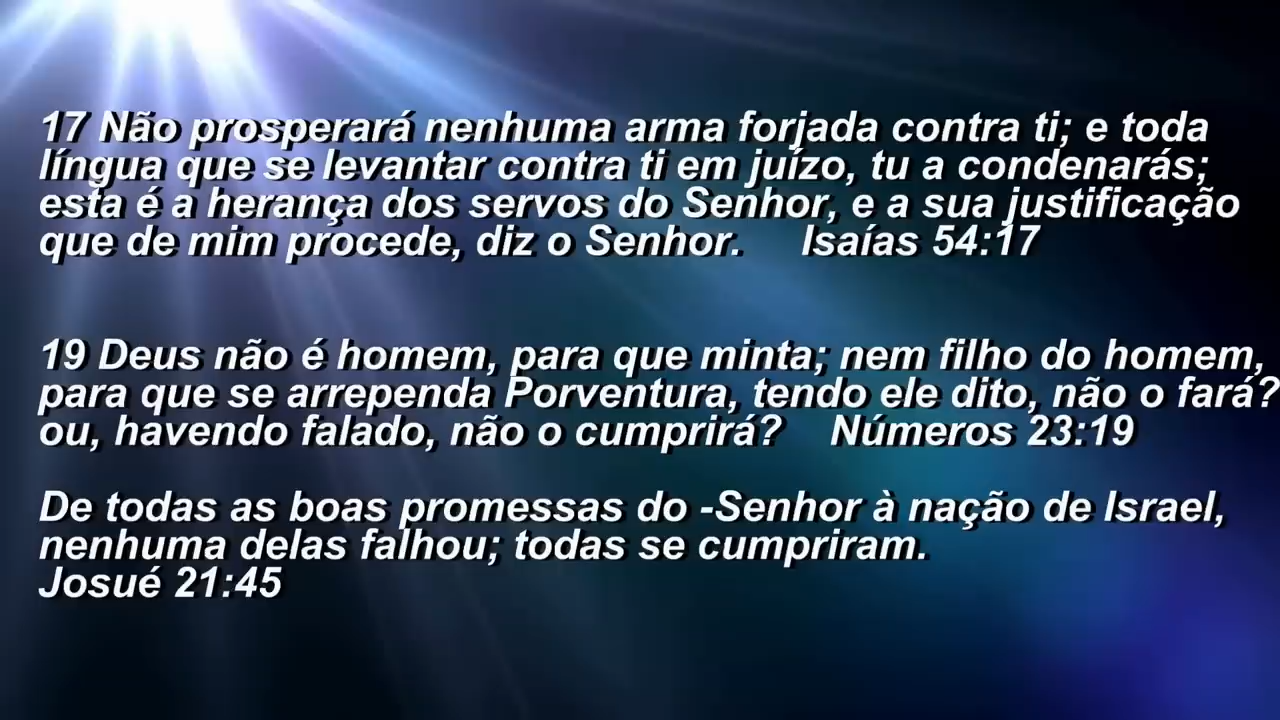 17 Não prosperará nenhuma arma forjada contra ti; e toda
língua que se levantar contra ti em juízo, tu a condenarás;
esta é a herança dos servos do Senhor, e a sua justificação
que de mim procede, diz o Senhor. Isaías 54:17
19 Deus não é homem, para que minta; nem filho do homem,
para que se arrependa Porventura, tendo ele dito, não o fará?
ou, havendo falado, não o cumprirá? Números 23:19
De todas as boas promessas do -Senhor à nação de Israel,
nenhuma delas falhou; todas se cumpriram.
Josué 21:45